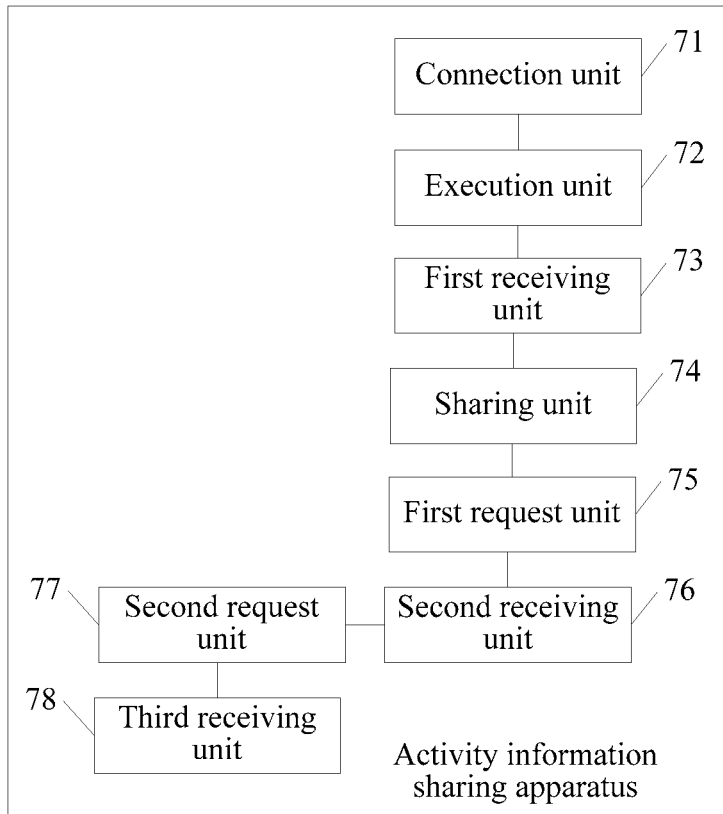 71
Connection unit
72
Execution unit
73
First receiving
unit
74
Sharing unit
75
First request unit
77
Second request
unit
76
Second receiving
unit
78
Third receiving
unit
Activity information
sharing apparatus